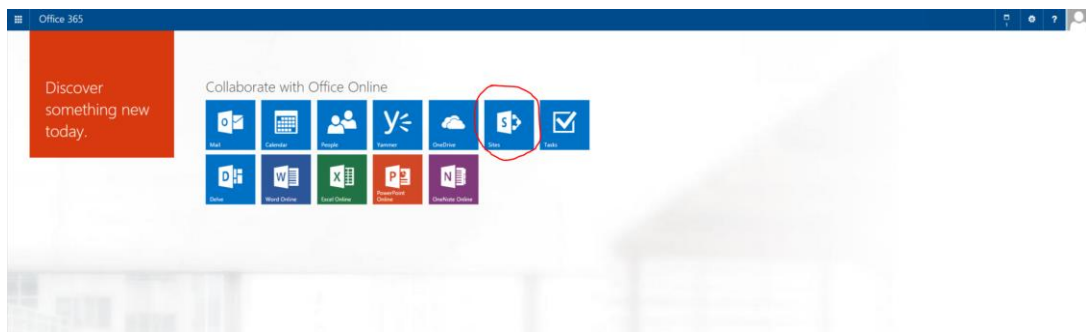 Office 365
?
Discover
something new
today.
Collaborate with Office Online
Mail
Calendar
People
Yammer
OneDrive
Sites
Tasks
Delve
Word Online
Excel Online
PowerPoint
Online
OneNote Online